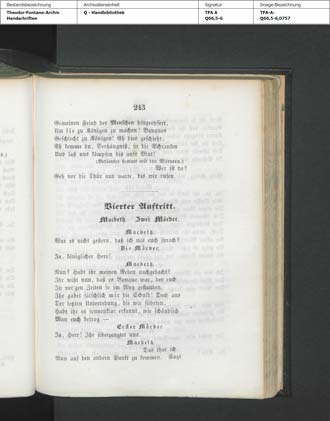 Bestandsbezeichnung
Archivalieneinheit
Signatur
Image-Bezeichnung
Theodor-Fontane-Archiv
Handschriften
Q - Handbibliothek
TFA A
Q66,5-6
TFA-A-
Q66,5-6,0757
243
Gemeinen Feind der Menschen hingeopfert,
Um sie zu Königen zu machen! Banquos
Geschlecht zu Königen! Eh dies geschieht,
Eh komme du, Verhängniß, in die Schranken
Und laß uns kämpfen bis aufs Blut!
(Bedienter kommt mit den Mördern.)
Wer ist da?
Geh vor die Thür und warte, bis wir rufen.
Vierter Auftritt.
Macbeth. Zwei Mörder.
Macbeth.
War es nicht gestern, daß ich mit euch sprach?
Die Mörder.
Ja, königlicher Herr!
Macbeth.
Nun? Habt ihr meinen Reden nachgedacht?
Ihr wißt nun, daß es Banquo war, der euch
In vor'gen Zeiten so im Weg gestanden.
Ihr gabet fälschlich mir die Schuld! Doch aus
Der letzten Unterredung, die wir führten,
Habt ihr es sonnenklar erkannt, wie schändlich
Man euch betrog —
Erster Mörder.
Ja, Herr! Ihr überzeugtet uns.
Macbeth.
Das that ich
Nun auf den andern Punkt zu kommen. Sagt